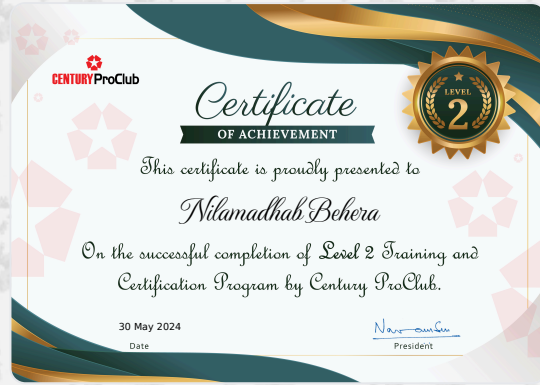 CENTURY ProClub
Certificate
OF ACHIEVEMENT
LEVEL
2
This certificate is proudly presented to
Nilamadhab Behera
On the successful completion of Level 2 Training and
Certification Program by Century ProClub.
30 May 2024
Date
President